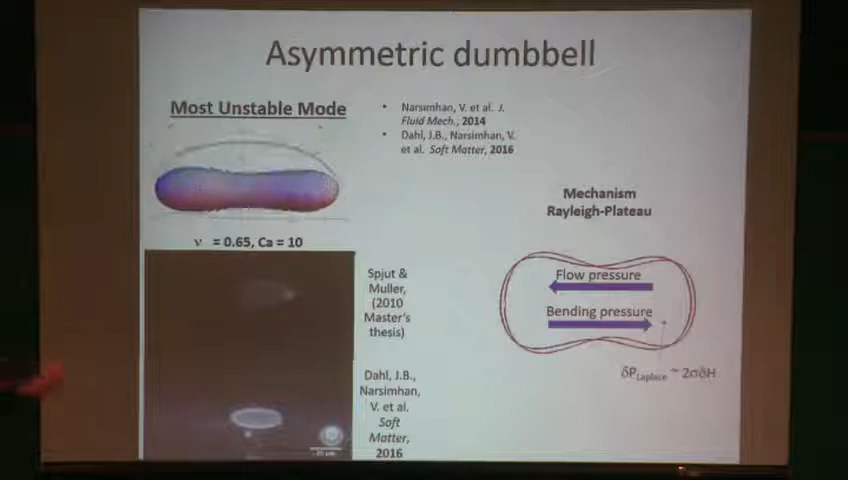 Asymmetric dumbbell
Most Unstable Mode
• Narsimhan, V. et al. J.
Fluid Mech., 2014
• Dahl, J.B., Narsimhan, V.
et al. Soft Matter, 2016
ν = 0.65, Ca = 10
Spjut &
Muller,
(2010
Master's
thesis)
Dahl, J.B.,
Narsimhan,
V. et al.
Soft
Matter,
2016
Mechanism
Rayleigh-Plateau
Flow pressure
Bending pressure
δP_Laplace ~ 2σδH